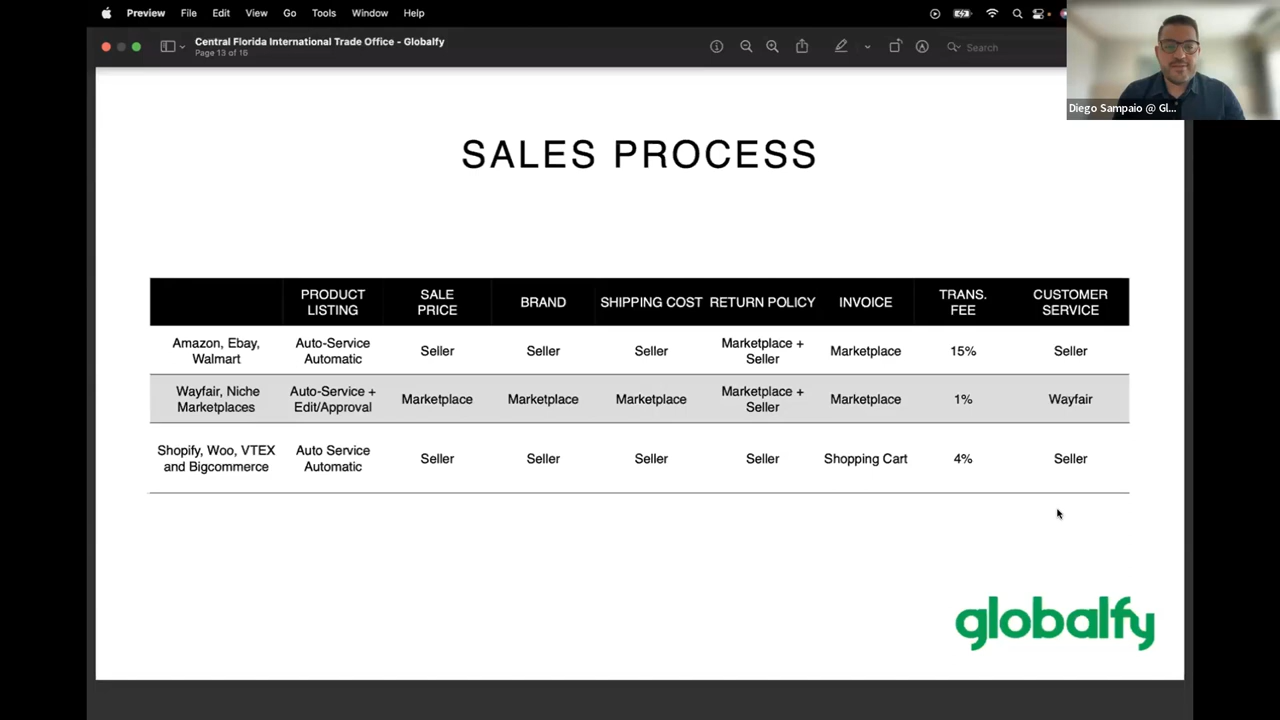 Preview File Edit View Go Tools Window Help
Central Florida International Trade Office - Globalfy
Page 13 of 16
Search
Diego Sampaio @ Gl...
SALES PROCESS
PRODUCT LISTING SALE PRICE BRAND SHIPPING COST RETURN POLICY INVOICE TRANS. FEE CUSTOMER SERVICE
Amazon, Ebay, Walmart Auto-Service Automatic Seller Seller Seller Marketplace + Seller Marketplace 15% Seller
Wayfair, Niche Marketplaces Auto-Service + Edit/Approval Marketplace Marketplace Marketplace Marketplace + Seller Marketplace 1% Wayfair
Shopify, Woo, VTEX and Bigcommerce Auto Service Automatic Seller Seller Seller Seller Shopping Cart 4% Seller
globalfy